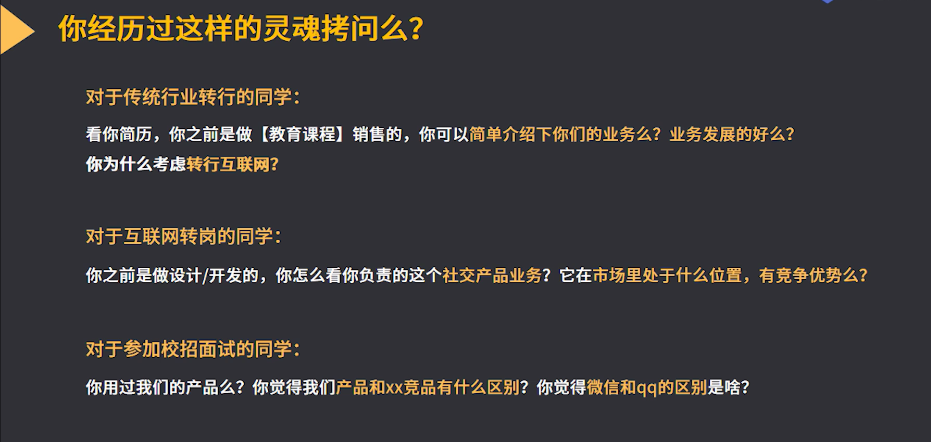 你经历过这样的灵魂拷问么？
对于传统行业转行的同学：
看你简历，你之前是做【教育课程】销售的，你可以简单介绍下你们的业务么？业务发展的好么？
你为什么考虑转行互联网？
对于互联网转岗的同学：
你之前是做设计/开发的，你怎么看你负责的这个社交产品业务？它在市场里处于什么位置，有竞争优势么？
对于参加校招面试的同学：
你用过我们的产品么？你觉得我们产品和xx竞品有什么区别？你觉得微信和qq的区别是啥？